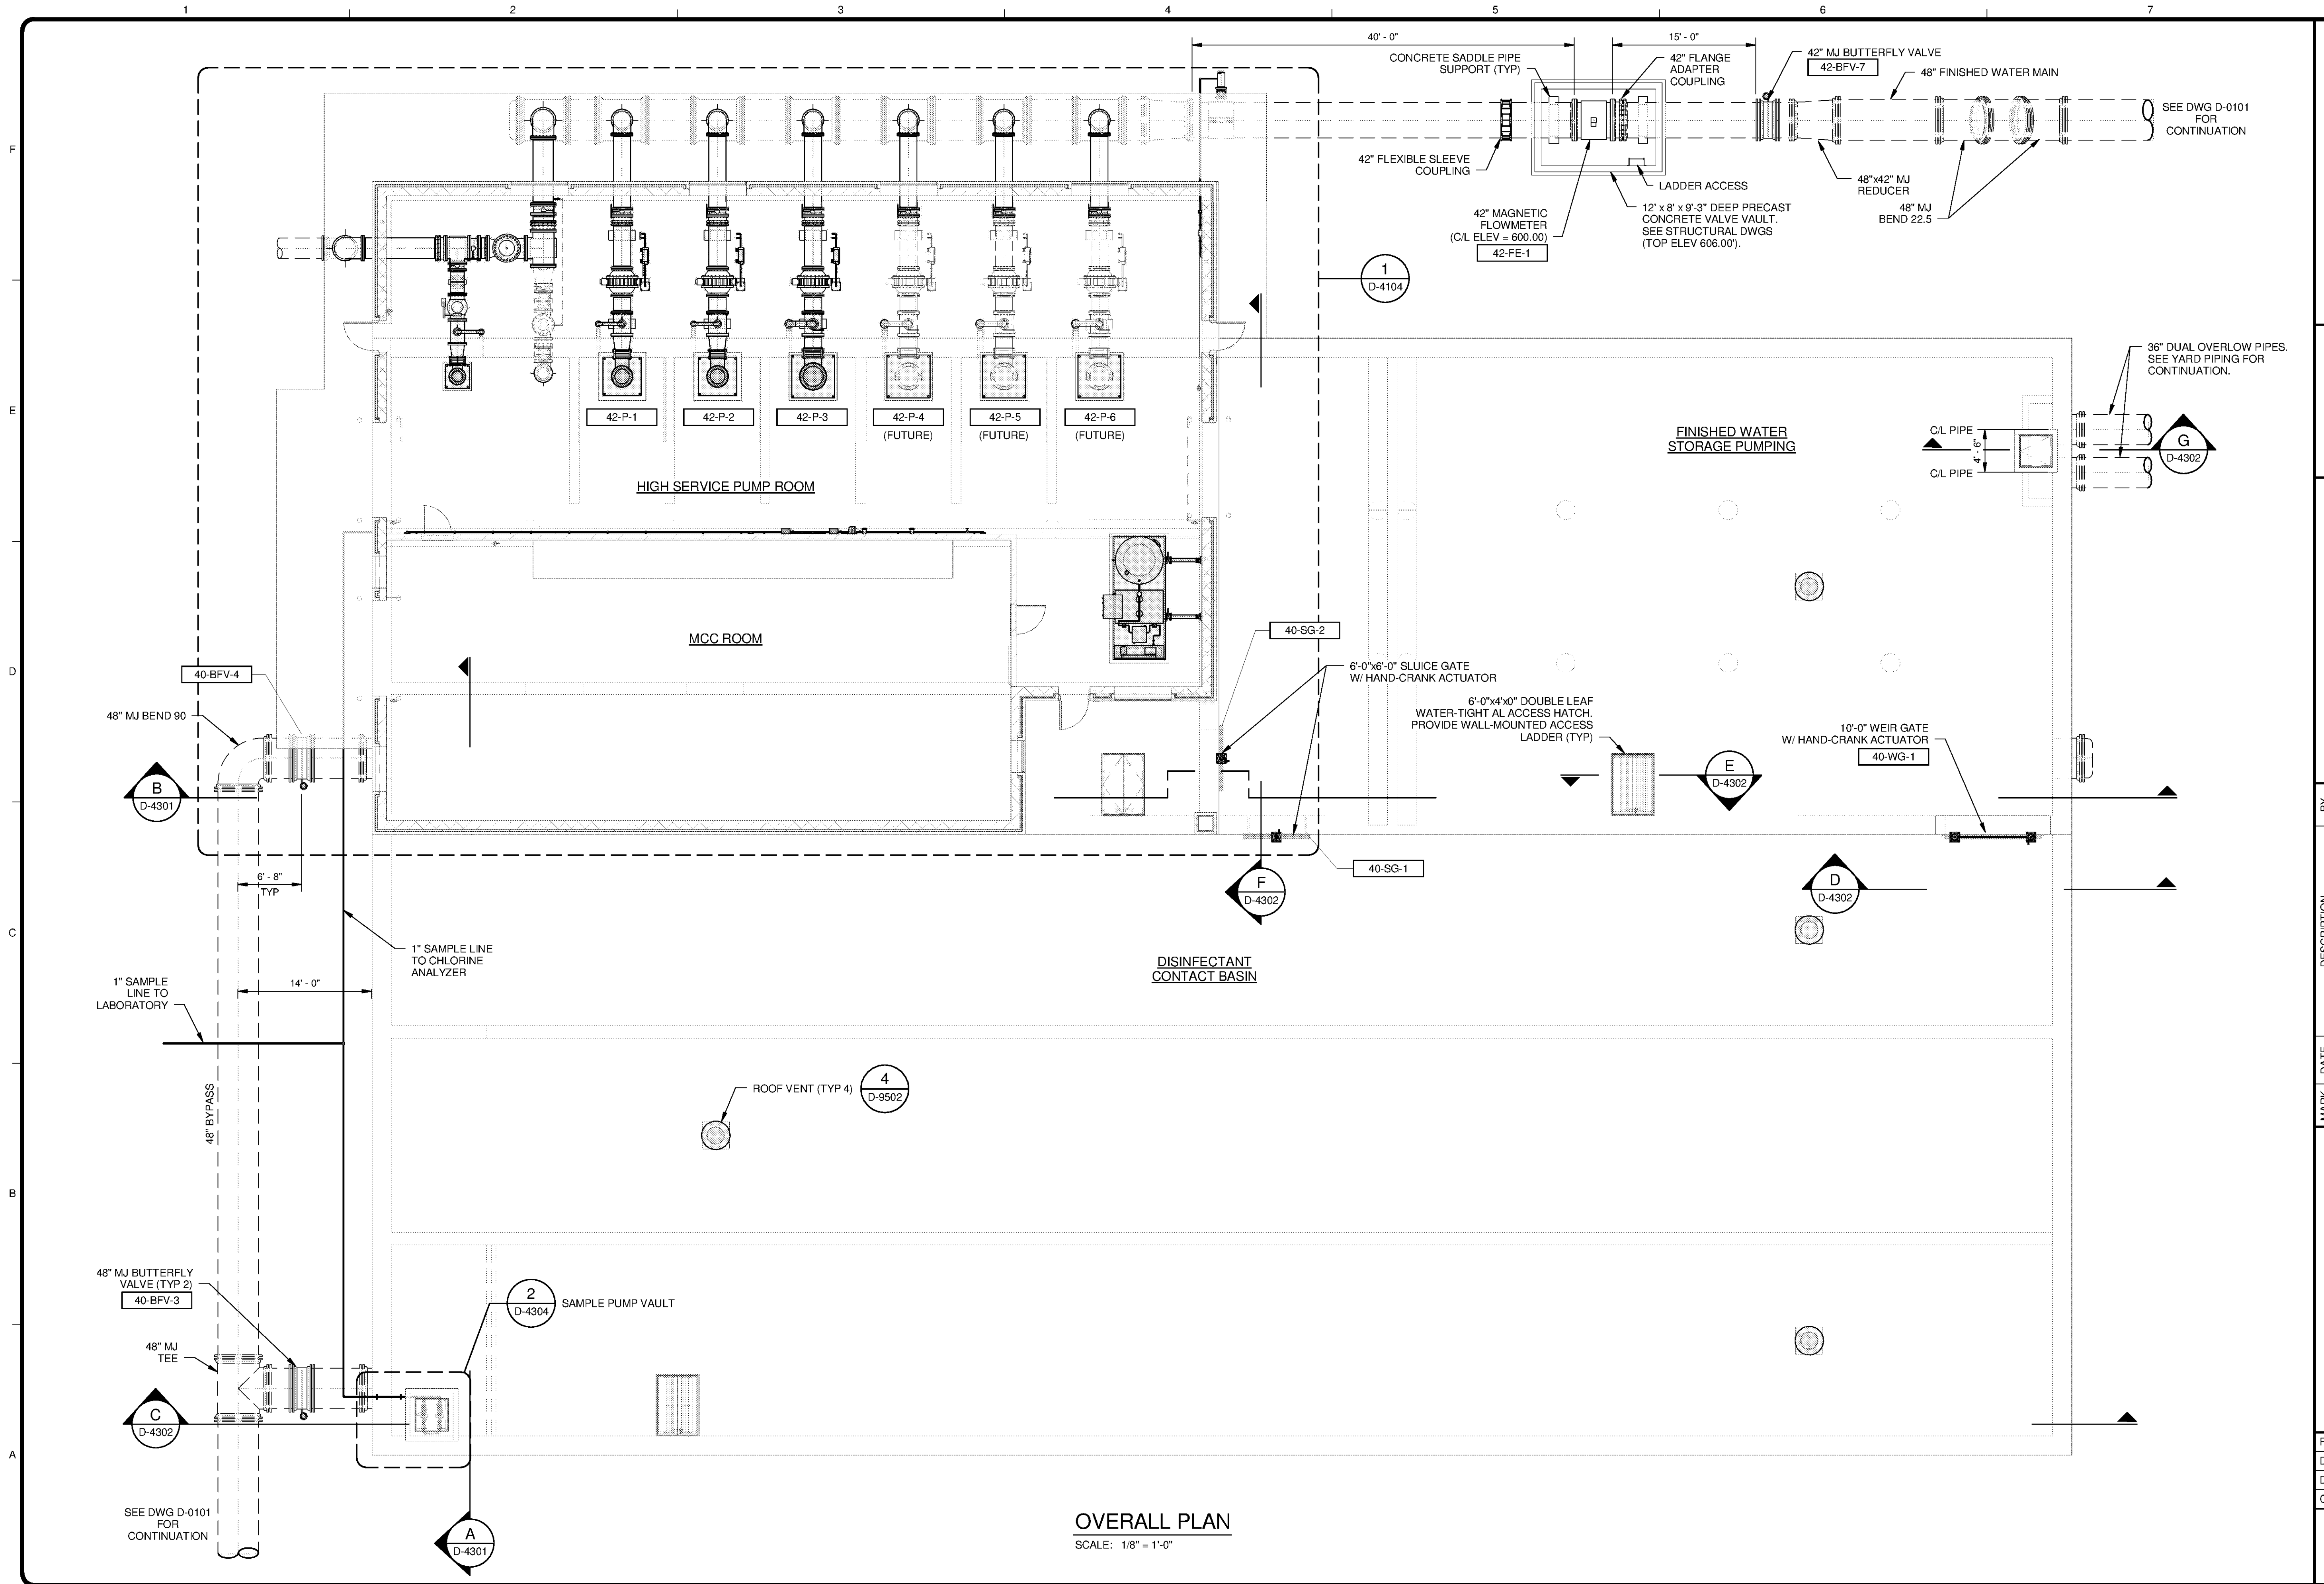 1
2
3
4
5
6
7
F
E
D
C
B
A
40' - 0"
15' - 0"
CONCRETE SADDLE PIPE
SUPPORT (TYP)
42" FLANGE
ADAPTER
COUPLING
42" MJ BUTTERFLY VALVE
42-BFV-7
48" FINISHED WATER MAIN
SEE DWG D-0101
FOR
CONTINUATION
42" FLEXIBLE SLEEVE
COUPLING
LADDER ACCESS
48"x42" MJ
REDUCER
48" MJ
BEND 22.5
42" MAGNETIC
FLOWMETER
(C/L ELEV = 600.00)
42-FE-1
12' x 8' x 9'-3" DEEP PRECAST
CONCRETE VALVE VAULT.
SEE STRUCTURAL DWGS
(TOP ELEV 606.00').
1
D-4104
36" DUAL OVERLOW PIPES.
SEE YARD PIPING FOR
CONTINUATION.
42-P-1
42-P-2
42-P-3
42-P-4
(FUTURE)
42-P-5
(FUTURE)
42-P-6
(FUTURE)
FINISHED WATER
STORAGE PUMPING
C/L PIPE
4' - 6"
C/L PIPE
G
D-4302
HIGH SERVICE PUMP ROOM
MCC ROOM
40-SG-2
6'-0"x6'-0" SLUICE GATE
W/ HAND-CRANK ACTUATOR
6'-0"x4'x0" DOUBLE LEAF
WATER-TIGHT AL ACCESS HATCH.
PROVIDE WALL-MOUNTED ACCESS
LADDER (TYP)
10'-0" WEIR GATE
W/ HAND-CRANK ACTUATOR
40-WG-1
40-BFV-4
48" MJ BEND 90
B
D-4301
E
D-4302
6' - 8"
TYP
40-SG-1
F
D-4302
D
D-4302
1" SAMPLE LINE
TO CHLORINE
ANALYZER
DISINFECTANT
CONTACT BASIN
1" SAMPLE
LINE TO
LABORATORY
14' - 0"
48" BYPASS
ROOF VENT (TYP 4)
4
D-9502
48" MJ BUTTERFLY
VALVE (TYP 2)
40-BFV-3
2
D-4304
SAMPLE PUMP VAULT
48" MJ
TEE
C
D-4302
SEE DWG D-0101
FOR
CONTINUATION
A
D-4301
OVERALL PLAN
SCALE: 1/8" = 1'-0"
BY
DESCRIPTION
DATE
MARK